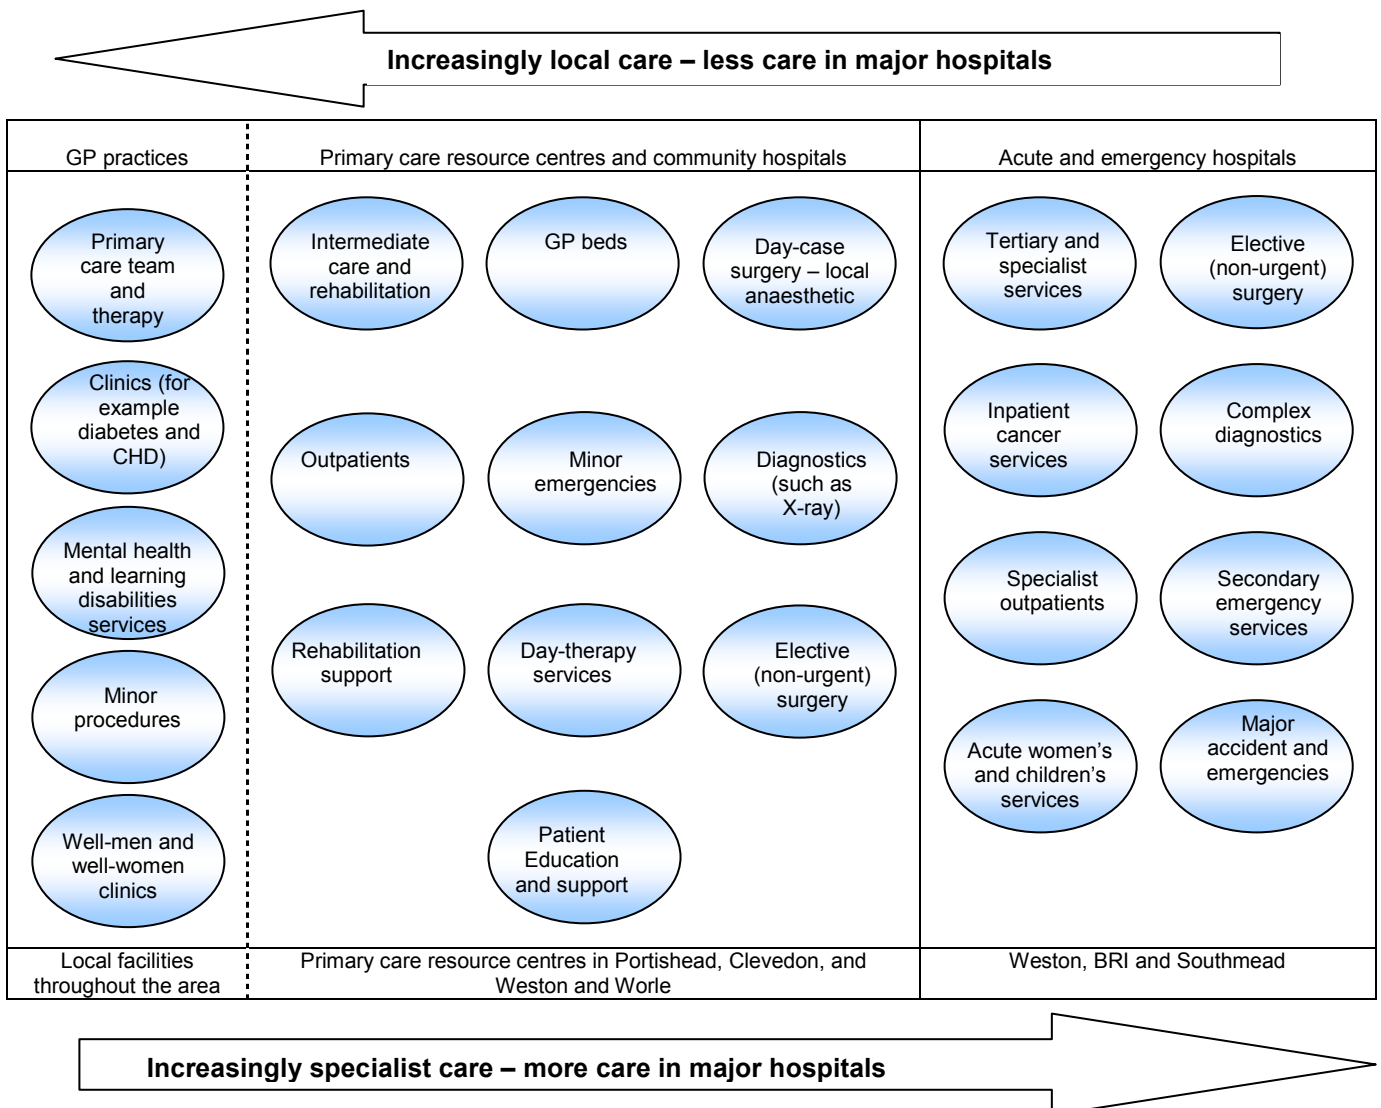 Increasingly local care – less care in major hospitals
GP practices
Primary care resource centres and community hospitals
Acute and emergency hospitals
Primary
care team
and
therapy
Clinics (for
example
diabetes and
CHD)
Mental health
and learning
disabilities
services
Minor
procedures
Well-men and
well-women
clinics
Intermediate
care and
rehabilitation
GP beds
Day-case
surgery – local
anaesthetic
Outpatients
Minor
emergencies
Diagnostics
(such as
X-ray)
Rehabilitation
support
Day-therapy
services
Elective
(non-urgent)
surgery
Patient
Education
and support
Tertiary and
specialist
services
Elective
(non-urgent)
surgery
Inpatient
cancer
services
Complex
diagnostics
Specialist
outpatients
Secondary
emergency
services
Acute women’s
and children’s
services
Major
accident and
emergencies
Local facilities
throughout the area
Primary care resource centres in Portishead, Clevedon, and
Weston and Worle
Weston, BRI and Southmead
Increasingly specialist care – more care in major hospitals